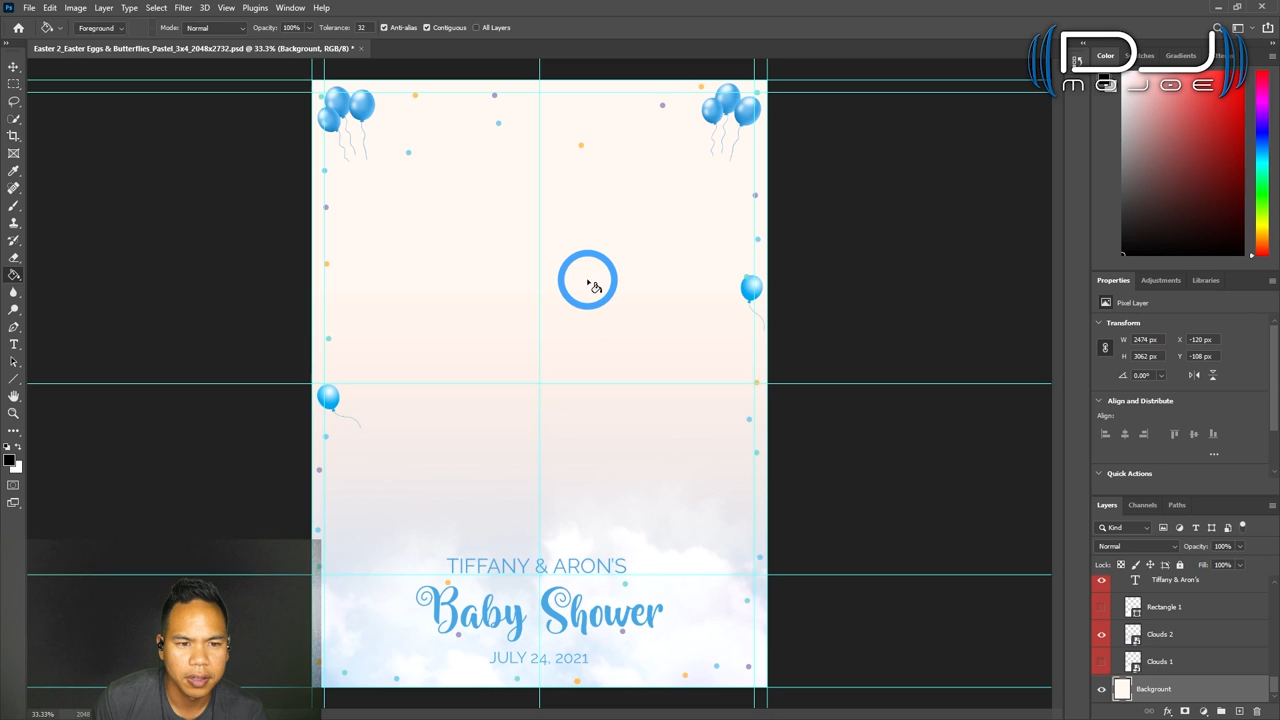 File Edit Image Layer Type Select Filter 3D View Plugins Window Help
Foreground Mode: Normal Opacity: 100% Tolerance: 32 Anti-alias Contiguous All Layers
Easter 2_Easter Eggs & Butterflies_Pastel_3x4_2048x2732.psd @ 33.3% (Background, RGB/8) *
DJ
MOJOE
Color Gradients
Properties Adjustments Libraries
Pixel Layer
Transform
W 2474 px X -120 px
H 3062 px Y -108 px
0.00°
Align and Distribute
Align:
Quick Actions
Layers Channels Paths
Kind
Normal Opacity: 100%
Lock: Fill: 100%
Tiffany & Aron's
Rectangle 1
Clouds 2
Clouds 1
Background
TIFFANY & ARON'S
Baby Shower
JULY 24, 2021
33.33% 2048